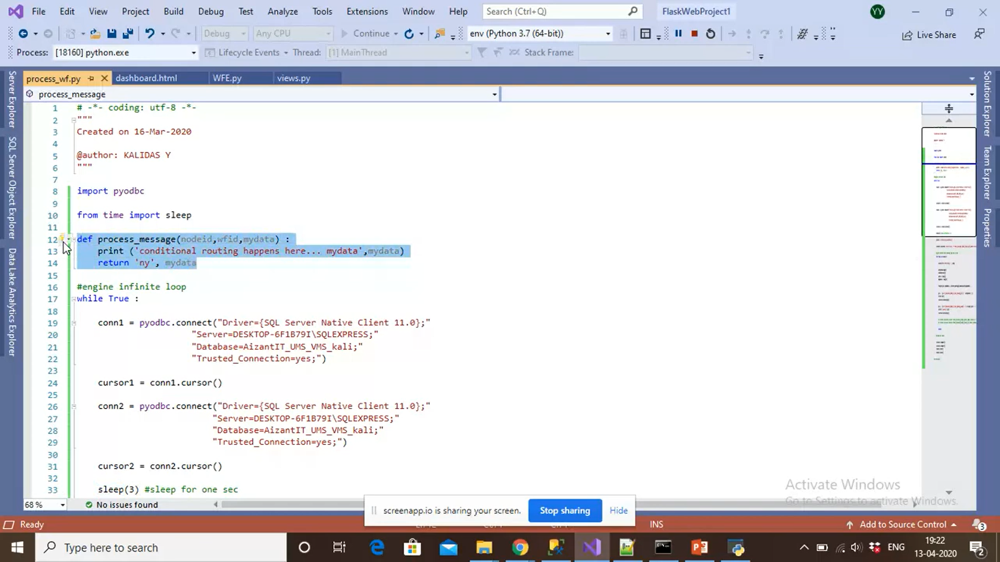 File Edit View Project Build Debug Test Analyze Tools Extensions Window Help Search (Ctrl+Q) FlaskWebProject1 YY
Debug Any CPU Continue env (Python 3.7 (64-bit)) Live Share
Process: [18160] python.exe Lifecycle Events Thread: [1] MainThread Stack Frame:
process_wf.py dashboard.html WFE.py views.py
process_message
Server Explorer
SQL Server Object Explorer
Data Lake Analytics Explorer
1 # -*- coding: utf-8 -*-
2 """
3 Created on 16-Mar-2020
4
5 @author: KALIDAS Y
6 """
7
8 import pyodbc
9
10 from time import sleep
11
12 def process_message(nodeid,wfid,mydata) :
13 print ('conditional routing happens here... mydata',mydata)
14 return 'ny', mydata
15
16 #engine infinite loop
17 while True :
18
19 conn1 = pyodbc.connect("Driver={SQL Server Native Client 11.0};"
20 "Server=DESKTOP-6F1B79I\SQLEXPRESS;"
21 "Database=AizantIT_UMS_VMS_kali;"
22 "Trusted_Connection=yes;")
23
24 cursor1 = conn1.cursor()
25
26 conn2 = pyodbc.connect("Driver={SQL Server Native Client 11.0};"
27 "Server=DESKTOP-6F1B79I\SQLEXPRESS;"
28 "Database=AizantIT_UMS_VMS_kali;"
29 "Trusted_Connection=yes;")
30
31 cursor2 = conn2.cursor()
32
33 sleep(3) #sleep for one sec
Solution Explorer
Team Explorer
Properties
Activate Windows
Go to Settings to activate Windows.
68 % No issues found
screenapp.io is sharing your screen. Stop sharing Hide
Ready INS Add to Source Control 3
Type here to search ENG 19:22
13-04-2020 2